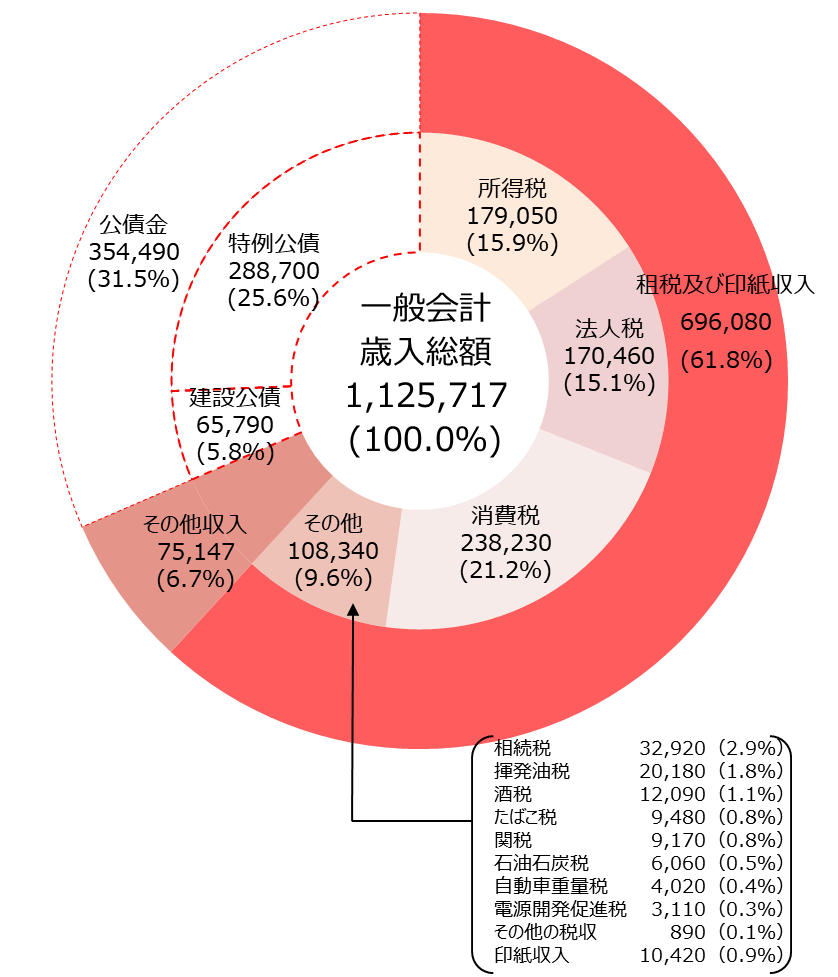 一般会計
歳入総額
1,125,717
(100.0%)
租税及び印紙収入
696,080
(61.8%)
所得税
179,050
(15.9%)
法人税
170,460
(15.1%)
消費税
238,230
(21.2%)
その他
108,340
(9.6%)
その他収入
75,147
(6.7%)
公債金
354,490
(31.5%)
特例公債
288,700
(25.6%)
建設公債
65,790
(5.8%)
相続税 32,920（2.9%）
揮発油税 20,180（1.8%）
酒税 12,090（1.1%）
たばこ税 9,480（0.8%）
関税 9,170（0.8%）
石油石炭税 6,060（0.5%）
自動車重量税 4,020（0.4%）
電源開発促進税 3,110（0.3%）
その他の税収 890（0.1%）
印紙収入 10,420（0.9%）